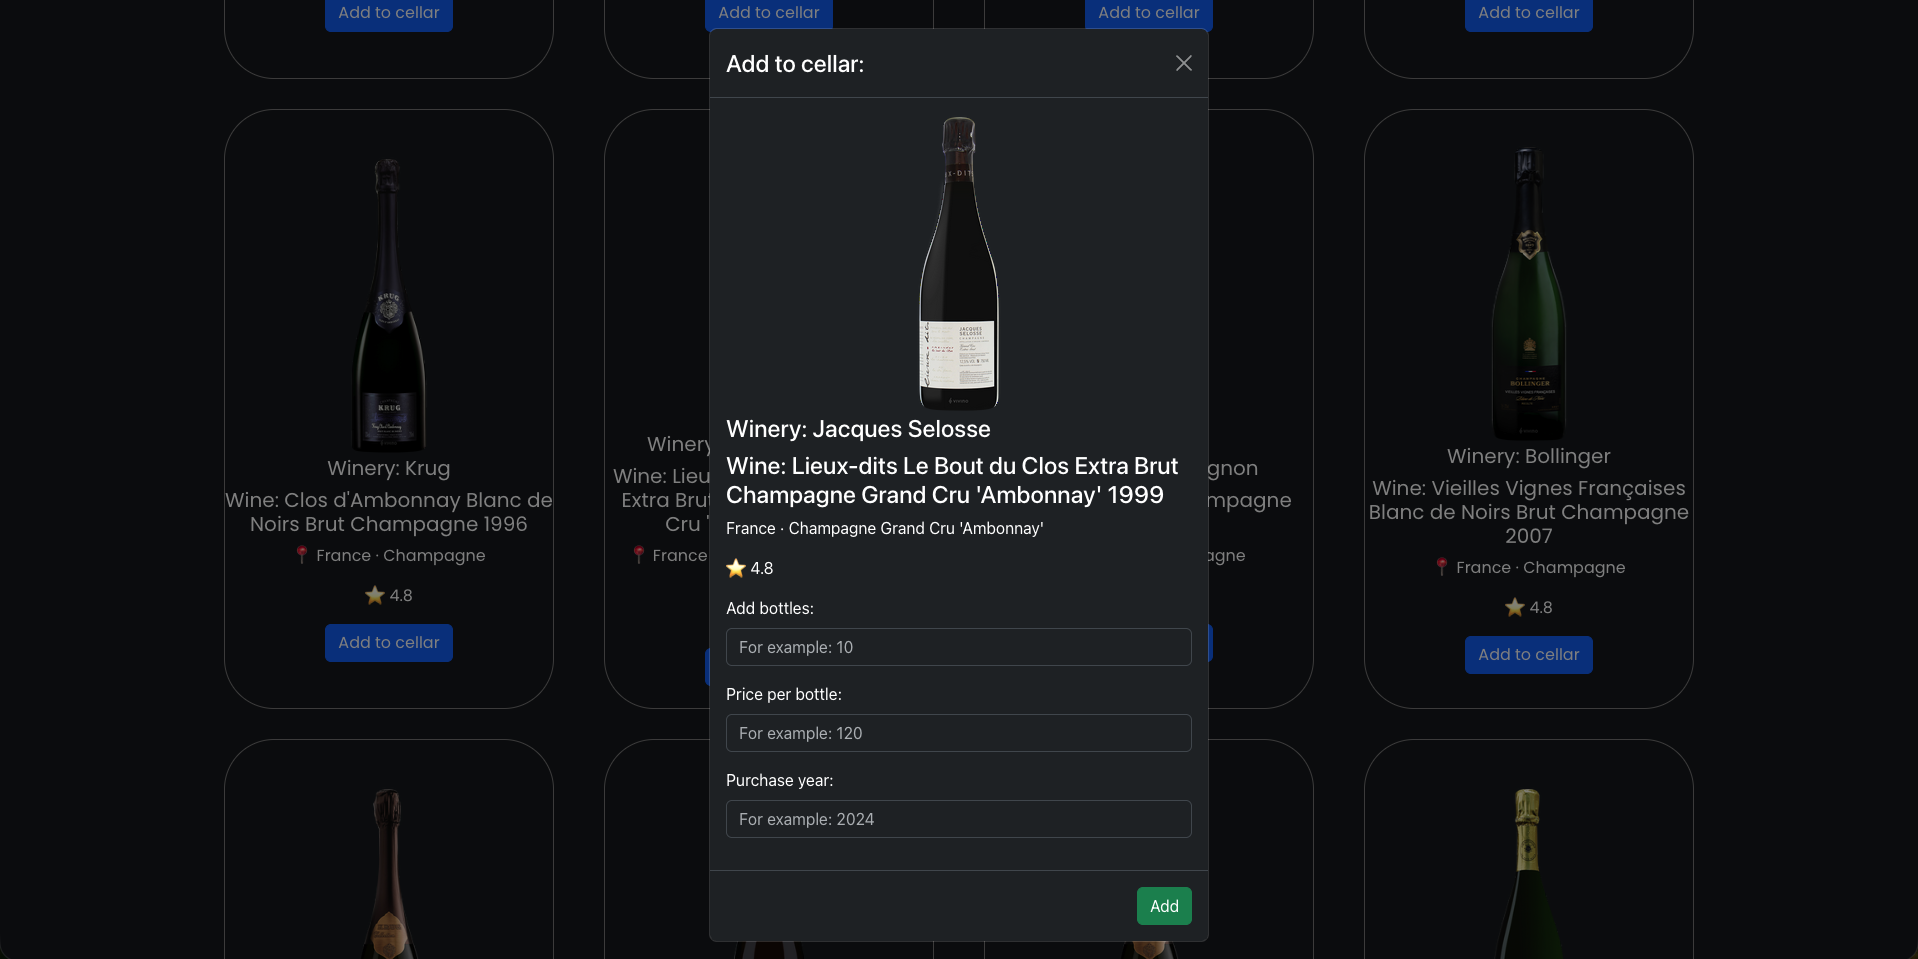 Add to cellar
Add to cellar
Add to cellar
Add to cellar
Add to cellar:
JACQUES
SELOSSE
Winery: Jacques Selosse
Wine: Lieux-dits Le Bout du Clos Extra Brut
Champagne Grand Cru 'Ambonnay' 1999
France · Champagne Grand Cru 'Ambonnay'
4.8
Add bottles:
For example: 10
Price per bottle:
For example: 120
Purchase year:
For example: 2024
Add
KRUG
KRUG
Winery: Krug
Wine: Clos d'Ambonnay Blanc de
Noirs Brut Champagne 1996
France · Champagne
4.8
Add to cellar
Winery
Wine: Lieu
Extra Brut
Cru '
France
gnon
mpagne
agne
BOLLINGER
Winery: Bollinger
Wine: Vieilles Vignes Françaises
Blanc de Noirs Brut Champagne
2007
France · Champagne
4.8
Add to cellar